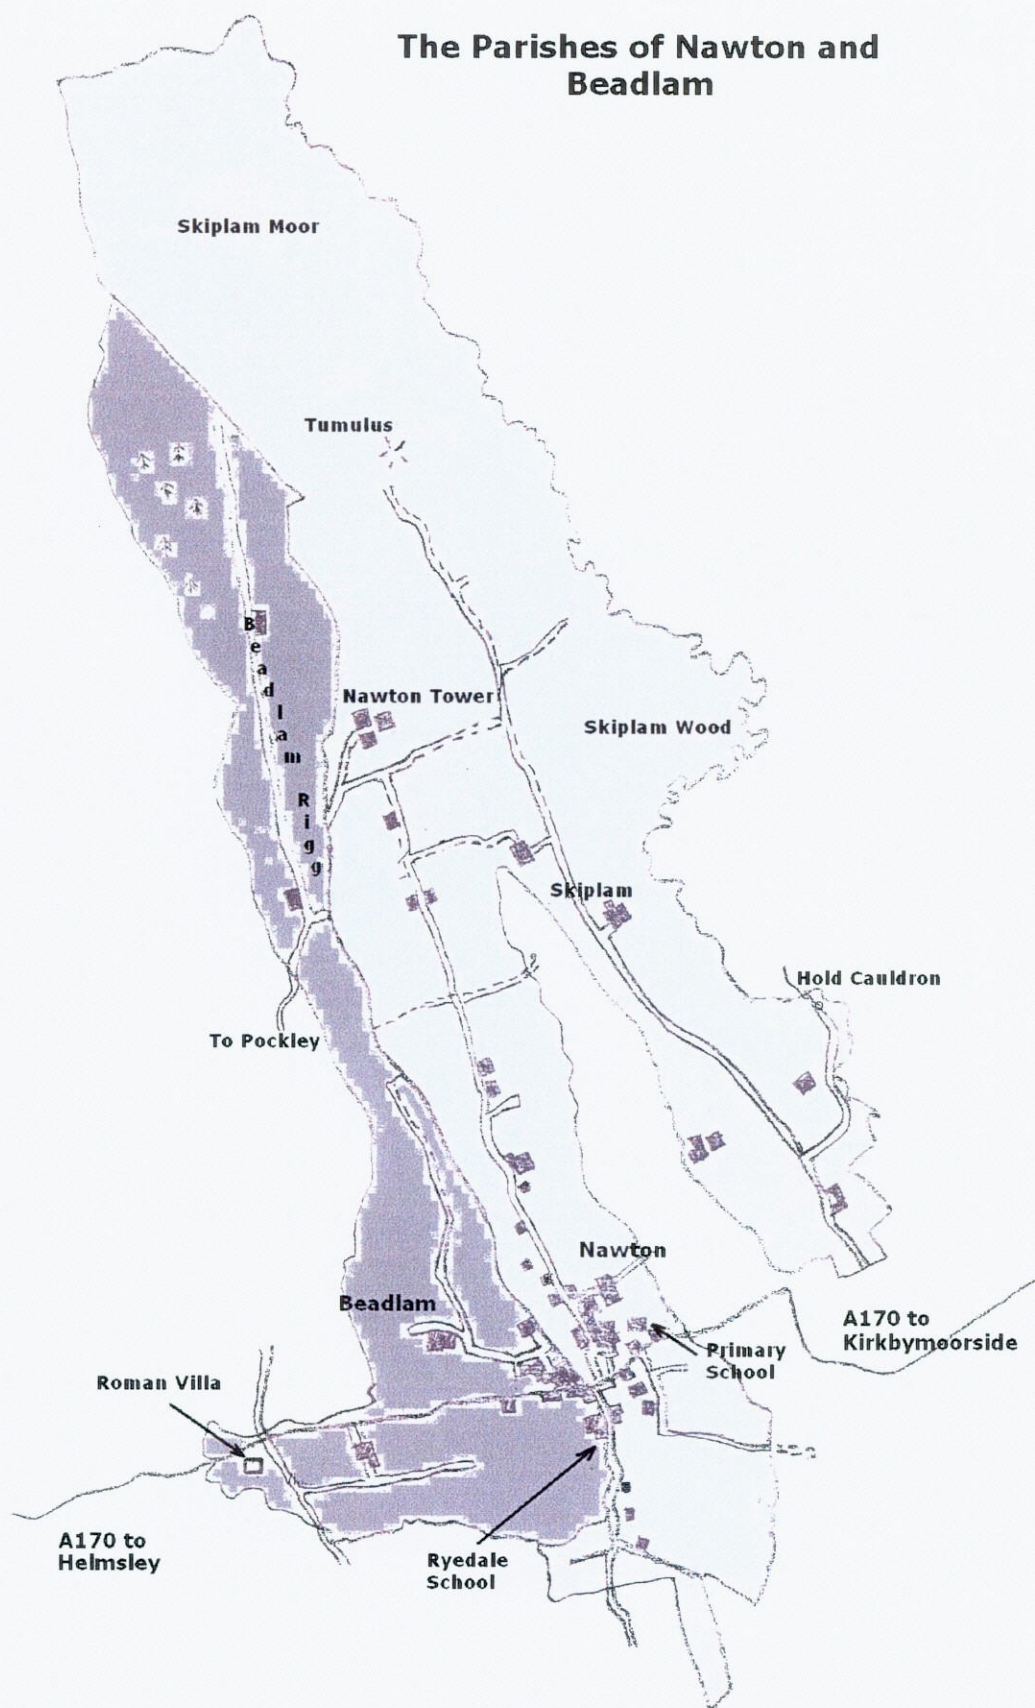 The Parishes of Nawton and
Beadlam
Skiplam Moor
Tumulus
Beadlam Rigg
Nawton Tower
Skiplam Wood
Skiplam
Hold Cauldron
To Pockley
Nawton
Beadlam
A170 to
Kirkbymoorside
Primary
School
Roman Villa
A170 to
Helmsley
Ryedale
School